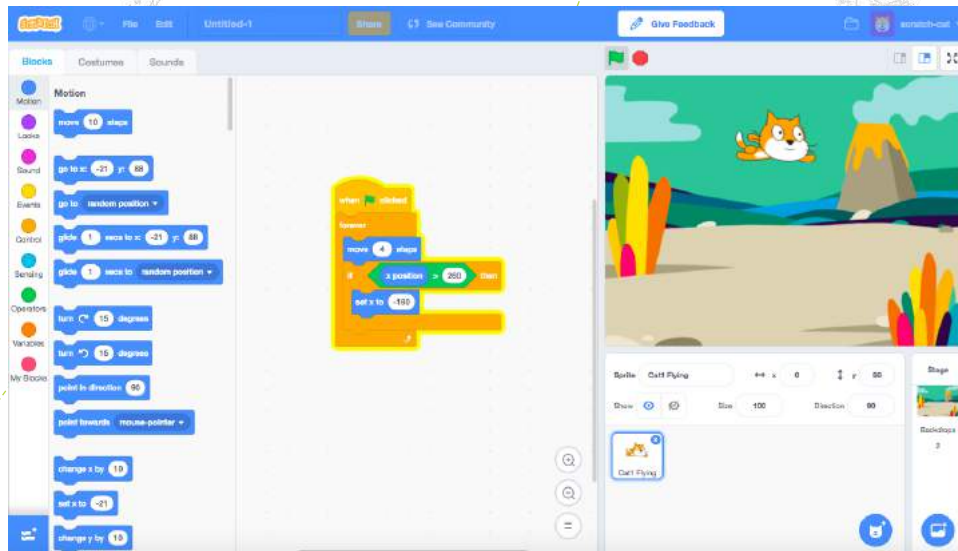 SCRATCH File Edit Untitled-1 Share See Community Give Feedback scratch-cat
Blocks Costumes Sounds
Motion
Looks
Sound
Events
Control
Sensing
Operators
Variables
My Blocks
Motion
move 10 steps
go to x: -21 y: 88
go to random position
glide 1 secs to x: -21 y: 88
glide 1 secs to random position
turn 15 degrees
turn 15 degrees
point in direction 90
point towards mouse-pointer
change x by 10
set x to -21
change y by 10
when clicked
forever
move 4 steps
if x position > 260 then
set x to
Sprite Cat1 Flying x 0 y 88
Show Size 100 Direction 90
Cat1 Flying
Stage
Backdrops